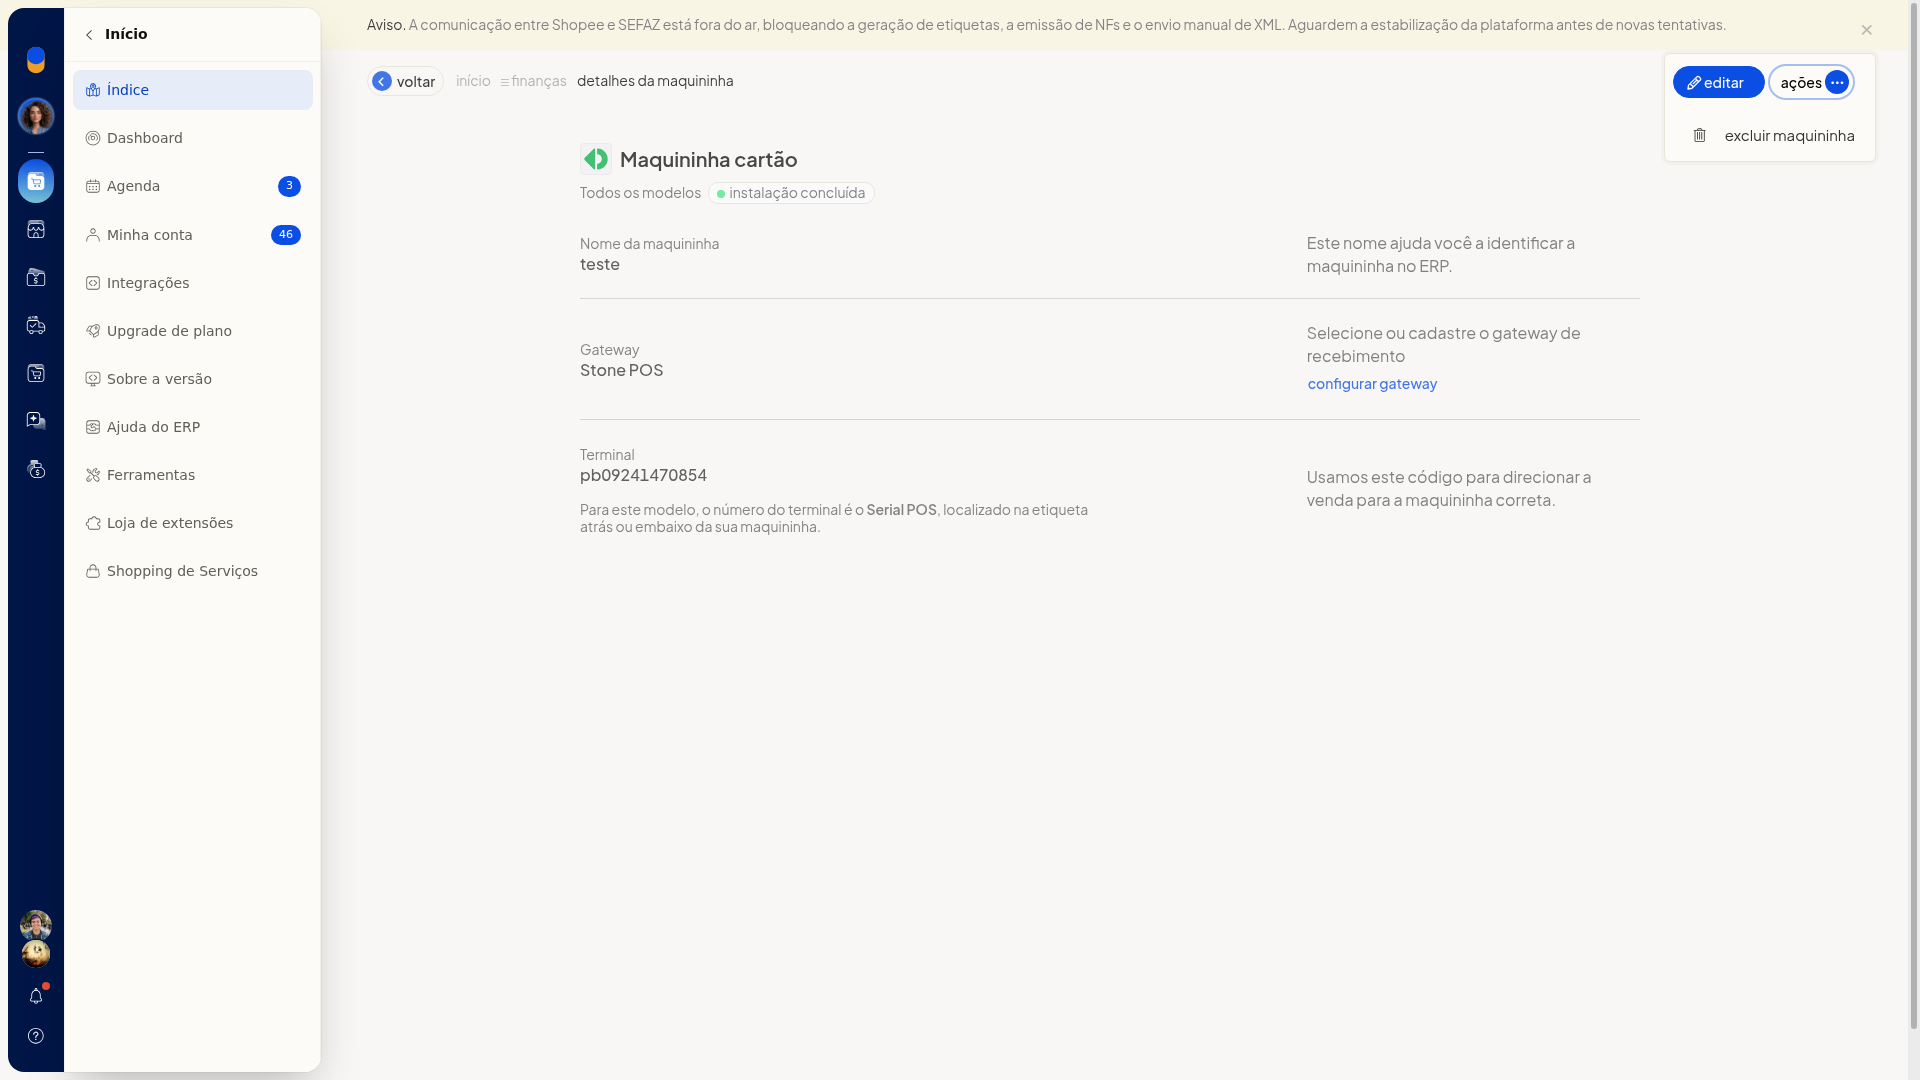 Início
Índice
Dashboard
Agenda
3
Minha conta
46
Integrações
Upgrade de plano
Sobre a versão
Ajuda do ERP
Ferramentas
Loja de extensões
Shopping de Serviços
Aviso. A comunicação entre Shopee e SEFAZ está fora do ar, bloqueando a geração de etiquetas, a emissão de NFs e o envio manual de XML. Aguardem a estabilização da plataforma antes de novas tentativas.
voltar início finanças detalhes da maquininha
editar ações
excluir maquininha
Maquininha cartão
Todos os modelos instalação concluída
Nome da maquininha
teste
Este nome ajuda você a identificar a
maquininha no ERP.
Gateway
Stone POS
Selecione ou cadastre o gateway de
recebimento
configurar gateway
Terminal
pb09241470854
Para este modelo, o número do terminal é o Serial POS, localizado na etiqueta
atrás ou embaixo da sua maquininha.
Usamos este código para direcionar a
venda para a maquininha correta.